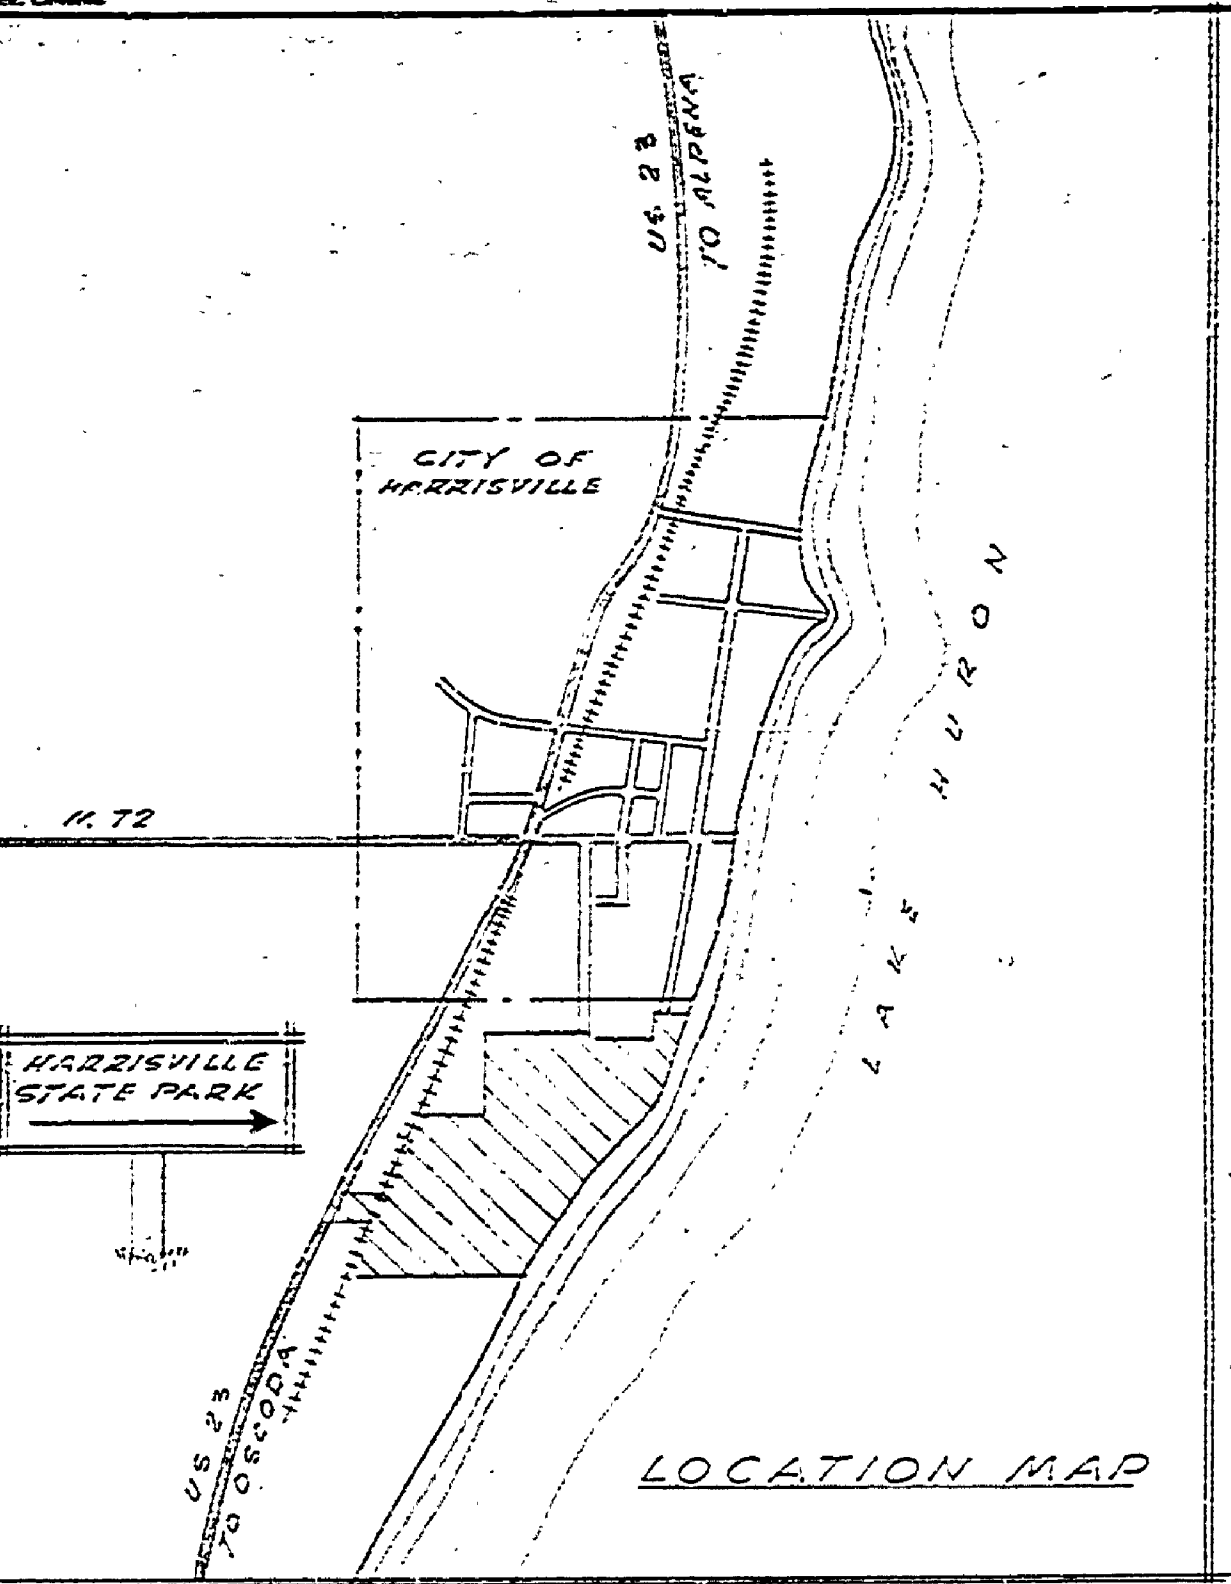 US 23
TO ALPENA
CITY OF
HARRISVILLE
LAKE HURON
M. 72
HARRISVILLE
STATE PARK
US 23
TO OSCODA
LOCATION MAP